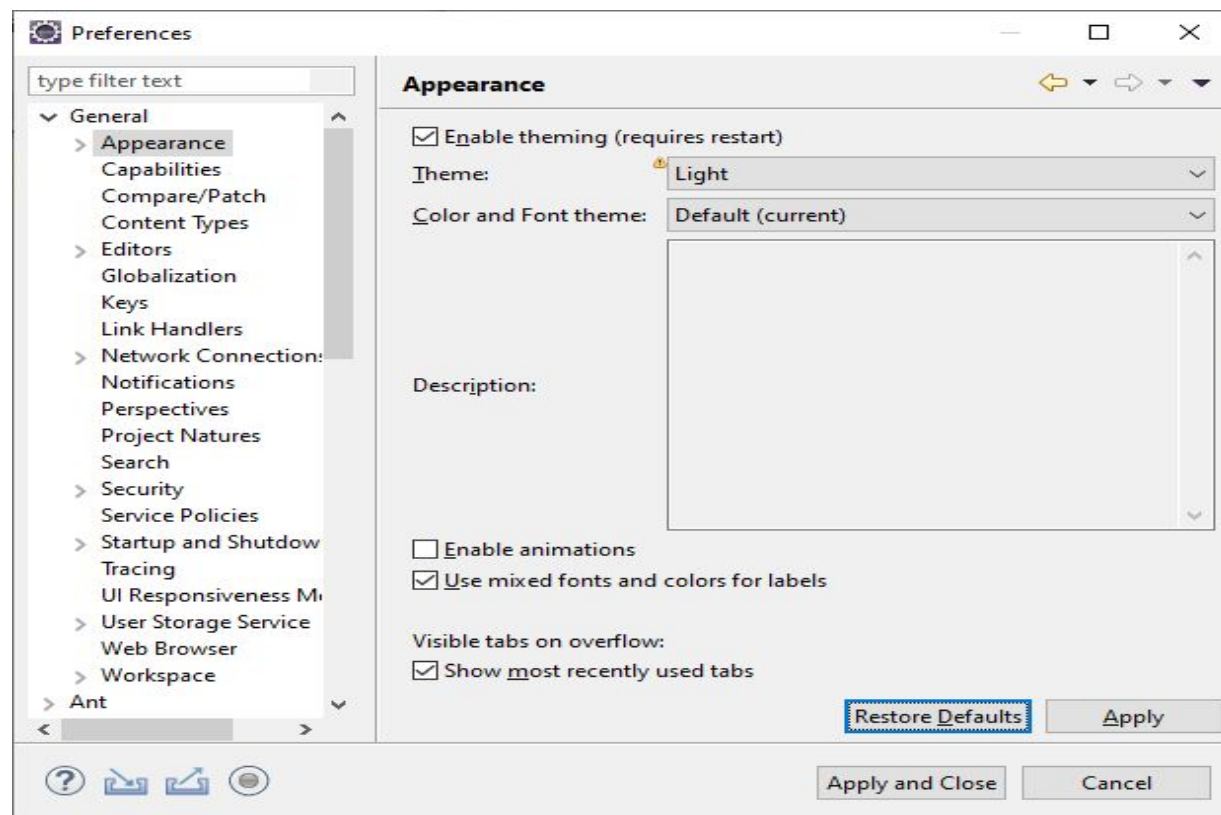 Preferences
type filter text
General
Appearance
Capabilities
Compare/Patch
Content Types
Editors
Globalization
Keys
Link Handlers
Network Connection
Notifications
Perspectives
Project Natures
Search
Security
Service Policies
Startup and Shutdow
Tracing
UI Responsiveness M
User Storage Service
Web Browser
Workspace
Ant
Appearance
Enable theming (requires restart)
Theme: Light
Color and Font theme: Default (current)
Description:
Enable animations
Use mixed fonts and colors for labels
Visible tabs on overflow:
Show most recently used tabs
Restore Defaults Apply
? Apply and Close Cancel